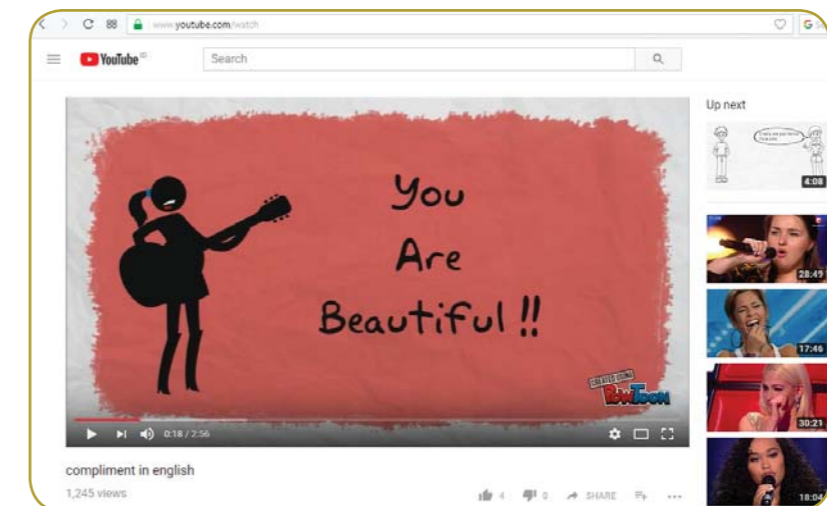 www.youtube.com/watch
YouTube ID
Search
Up next
You
Are
Beautiful !!
4:08
28:49
17:46
30:21
18:04
CREATED USING
POWTOON
0:18 / 2:56
compliment in english
1,245 views
4
0
SHARE